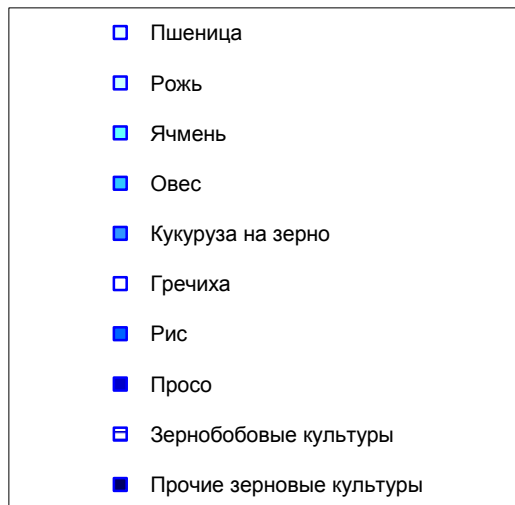 Пшеница
Рожь
Ячмень
Овес
Кукуруза на зерно
Гречиха
Рис
Просо
Зернобобовые культуры
Прочие зерновые культуры